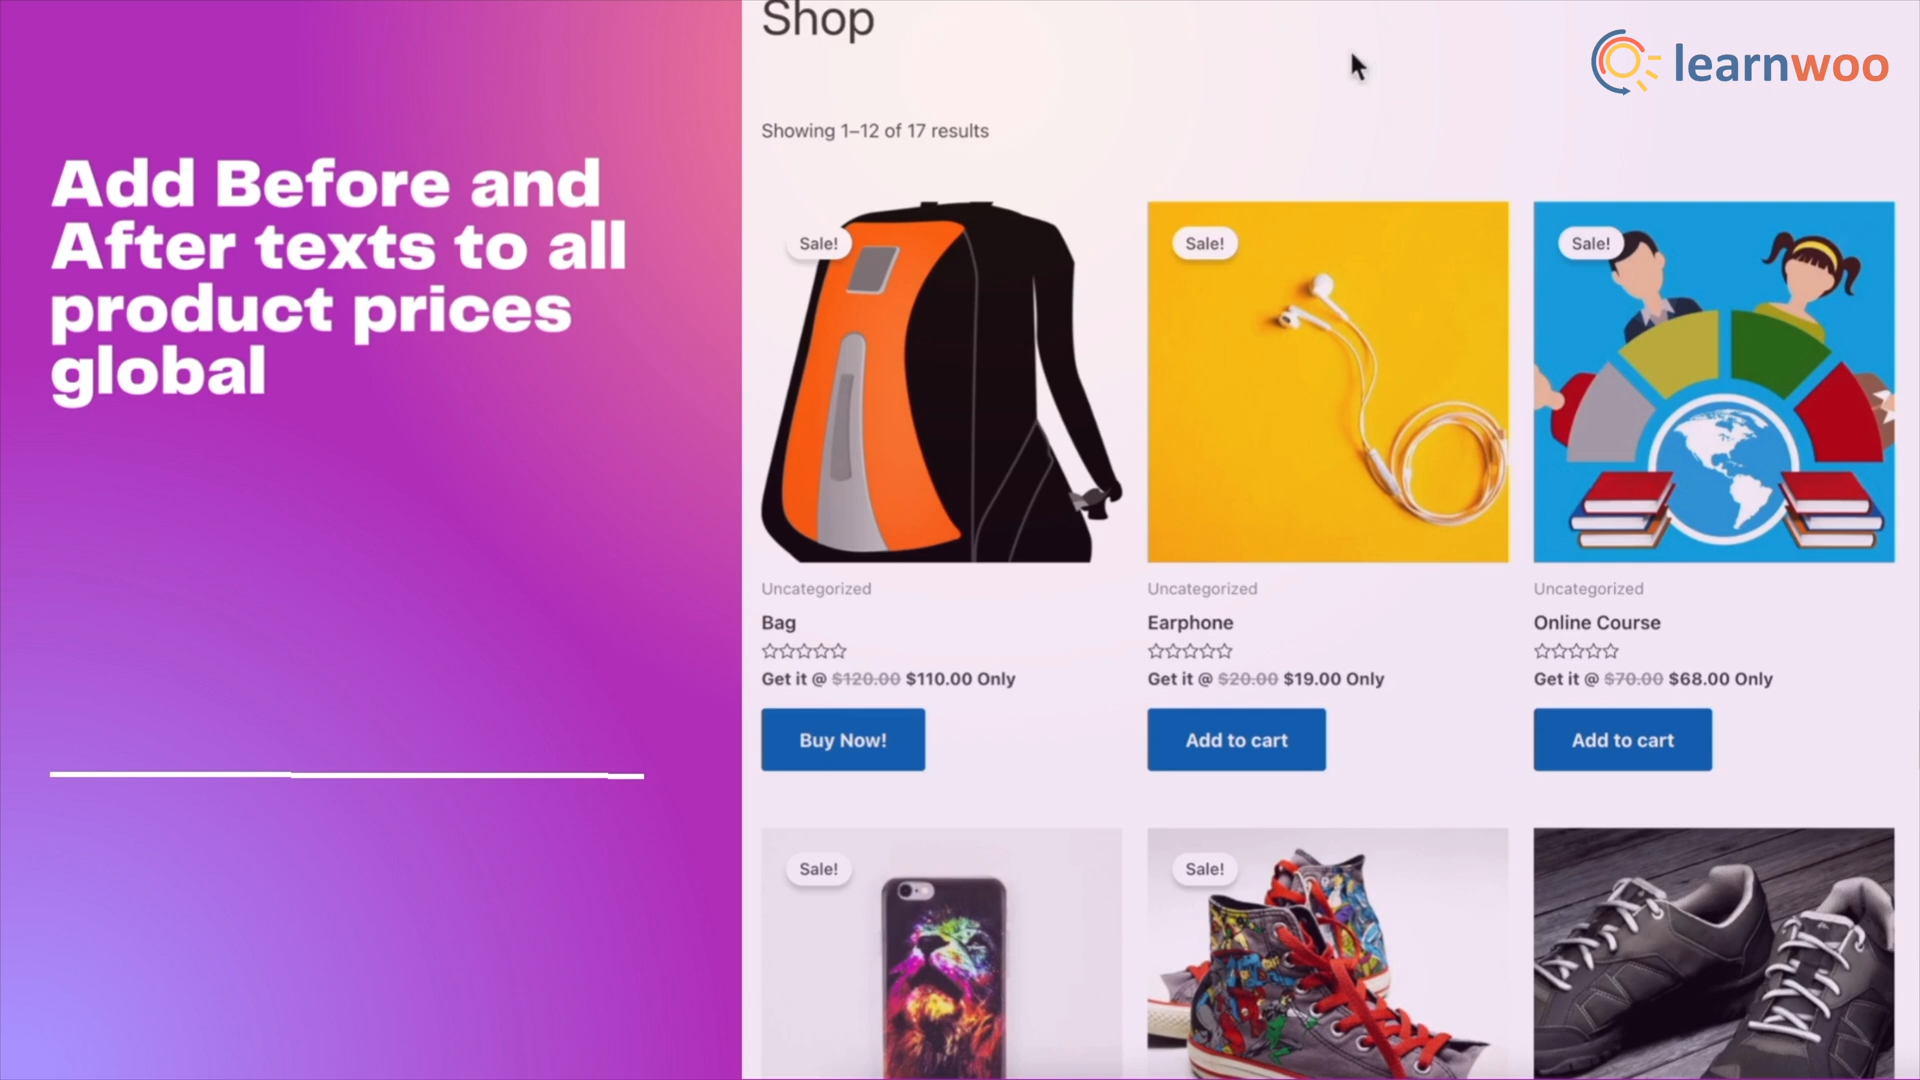 Add Before and
After texts to all
product prices
global
learnwoo
Shop
Showing 1–12 of 17 results
Sale!
Sale!
Sale!
Uncategorized
Uncategorized
Uncategorized
Bag
Earphone
Online Course
Get it @ $120.00 $110.00 Only
Get it @ $20.00 $19.00 Only
Get it @ $70.00 $68.00 Only
Buy Now!
Add to cart
Add to cart
Sale!
Sale!